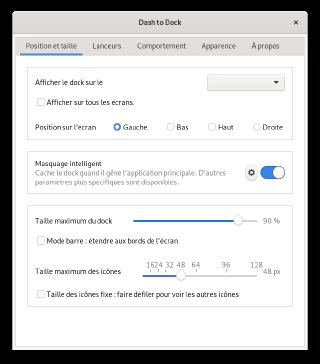 Dash to Dock
Position et taille Lanceurs Comportement Apparence À propos
Afficher le dock sur le
Afficher sur tous les écrans.
Position sur l'écran Gauche Bas Haut Droite
Masquage intelligent
Cache le dock quand il gêne l'application principale. D'autres
paramètres plus spécifiques sont disponibles.
Taille maximum du dock 90 %
Mode barre : étendre aux bords de l'écran
16 24 32 48 64 96 128
Taille maximum des icônes 48 px
Taille des icônes fixe : faire défiler pour voir les autres icônes